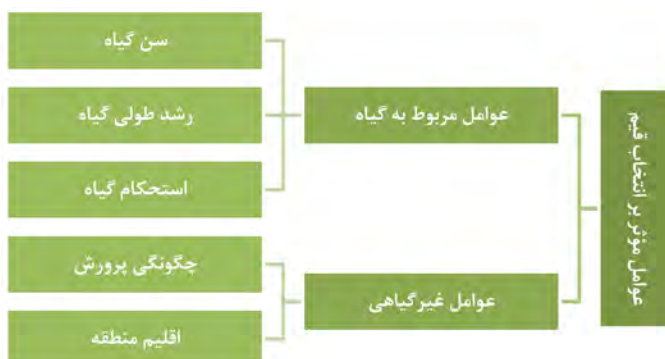 عوامل مؤثر بر انتخاب قیم
عوامل مربوط به گیاه
سن گیاه
رشد طولی گیاه
استحکام گیاه
عوامل غیرگیاهی
چگونگی پرورش
اقلیم منطقه